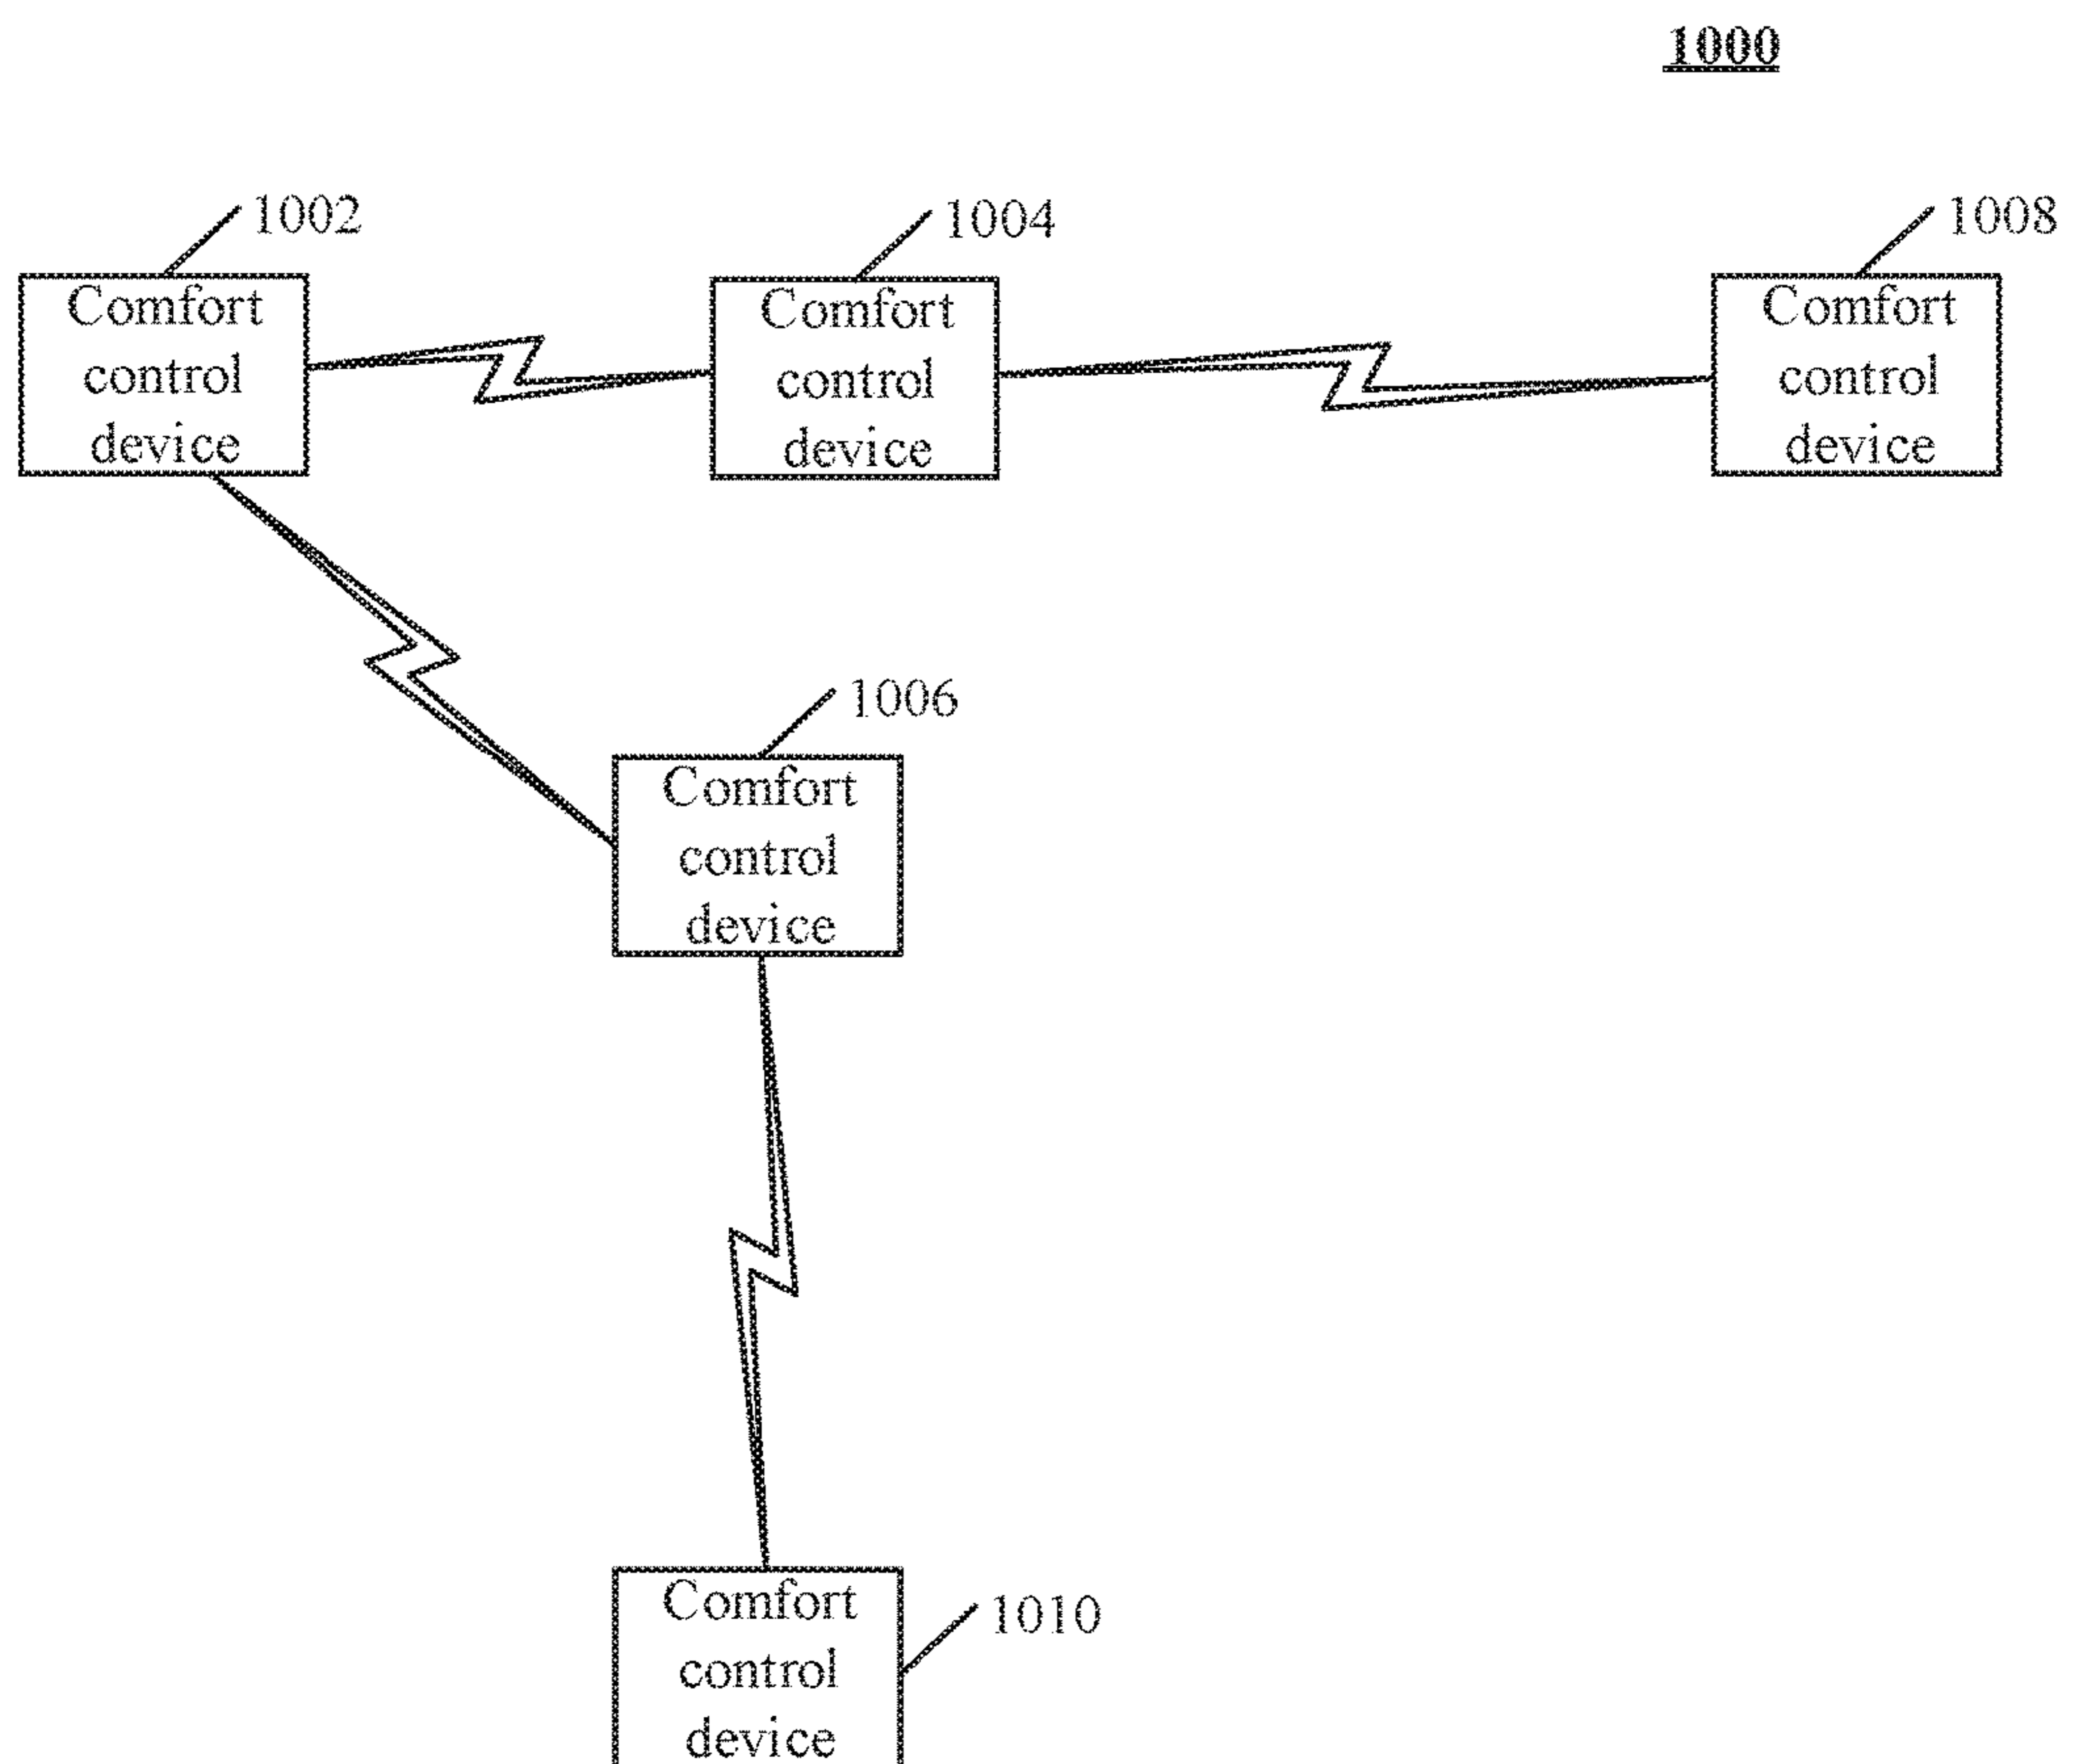 1000
1002
Comfort
control
device
1004
Comfort
control
device
1008
Comfort
control
device
1006
Comfort
control
device
1010
Comfort
control
device